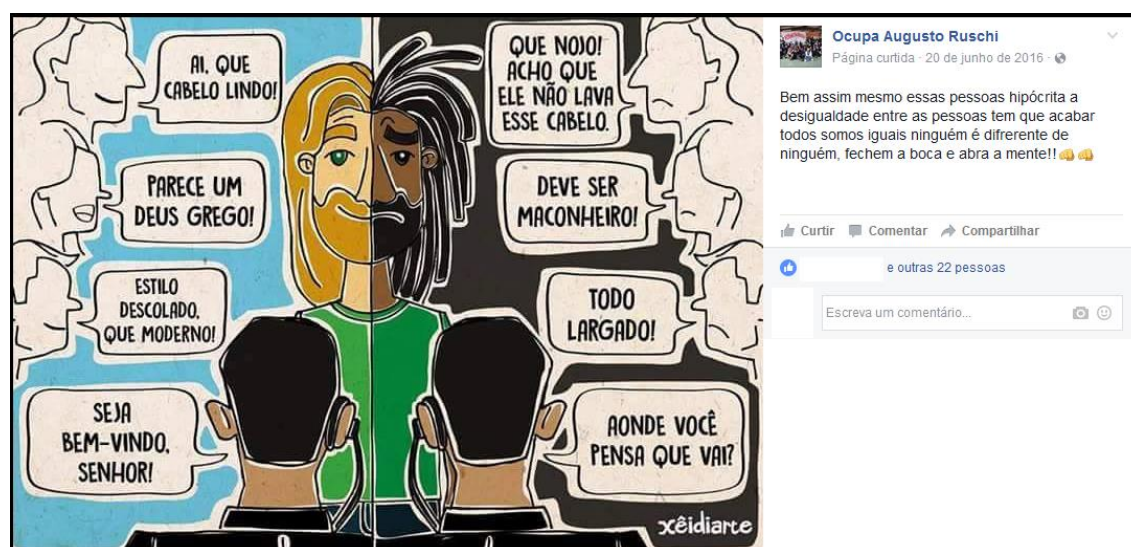 AI, QUE
CABELO LINDO!
PARECE UM
DEUS GREGO!
ESTILO
DESCOLADO,
QUE MODERNO!
SEJA
BEM-VINDO,
SENHOR!
QUE NOJO!
ACHO QUE
ELE NÃO LAVA
ESSE CABELO.
DEVE SER
MACONHEIRO!
TODO
LARGADO!
AONDE VOCÊ
PENSA QUE VAI?
xêidiarte
Ocupa Augusto Ruschi
Página curtida · 20 de junho de 2016 ·
Bem assim mesmo essas pessoas hipócrita a
desigualdade entre as pessoas tem que acabar
todos somos iguais ninguém é difrerente de
ninguém, fechem a boca e abra a mente!!
Curtir Comentar Compartilhar
e outras 22 pessoas
Escreva um comentário...